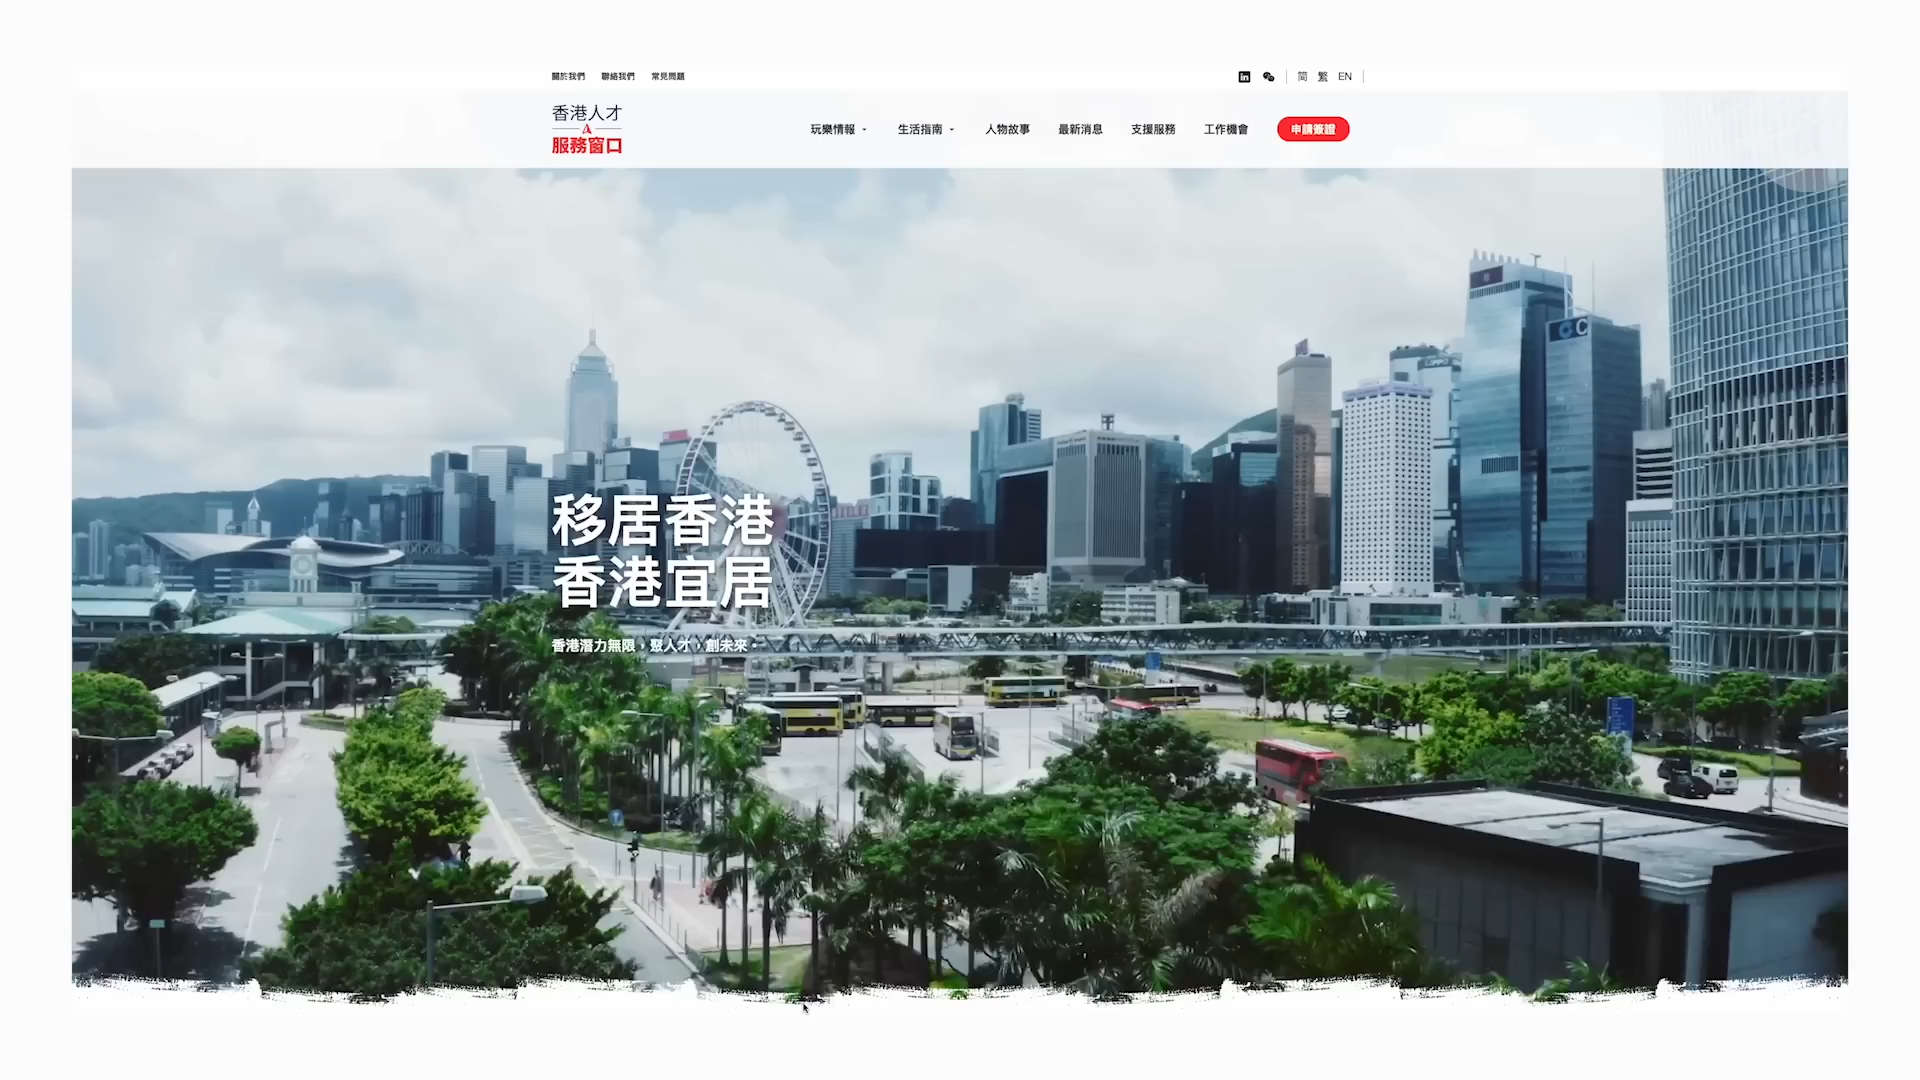 關於我們 聯絡我們 常見問題
in 简 繁 EN
香港人才
服務窗口
玩樂情報 生活指南 人物故事 最新消息 支援服務 工作機會 申請簽證
移居香港
香港宜居
香港潛力無限，聚人才，創未來。
LIPPO